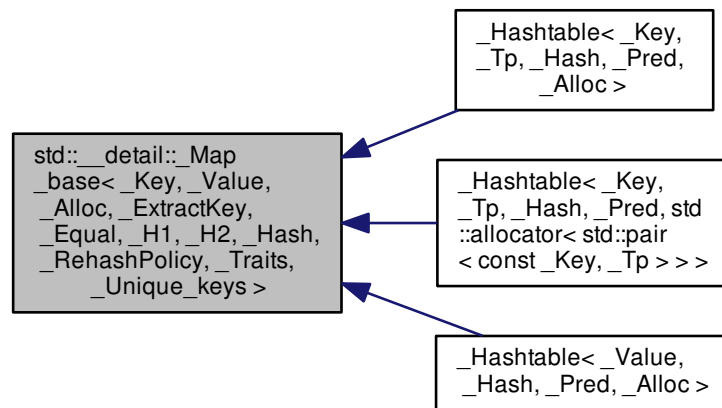 std::__detail::_Map
_base< _Key, _Value,
_Alloc, _ExtractKey,
_Equal, _H1, _H2, _Hash,
_RehashPolicy, _Traits,
_Unique_keys >
_Hashtable< _Key,
_Tp, _Hash, _Pred,
_Alloc >
_Hashtable< _Key,
_Tp, _Hash, _Pred, std
::allocator< std::pair
< const _Key, _Tp > > >
_Hashtable< _Value,
_Hash, _Pred, _Alloc >